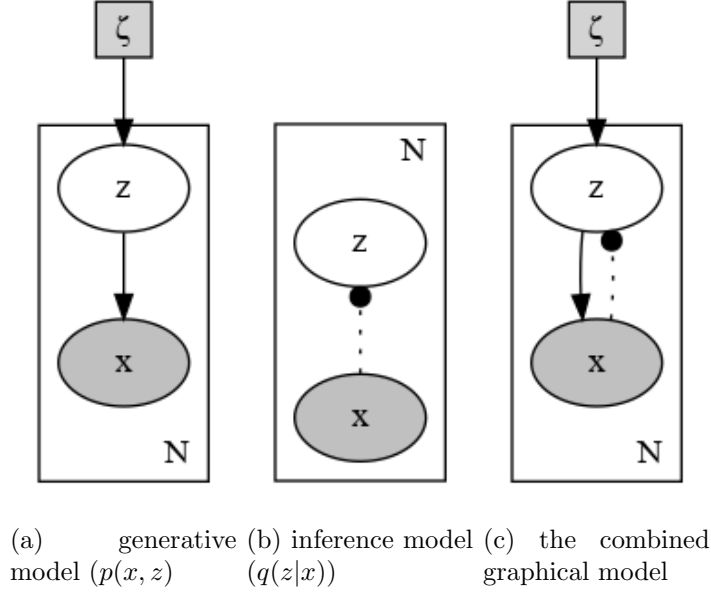 ζ
z
x
N
N
z
x
ζ
z
x
N
(a) generative
model (p(x, z)
(b) inference model
(q(z|x))
(c) the combined
graphical model